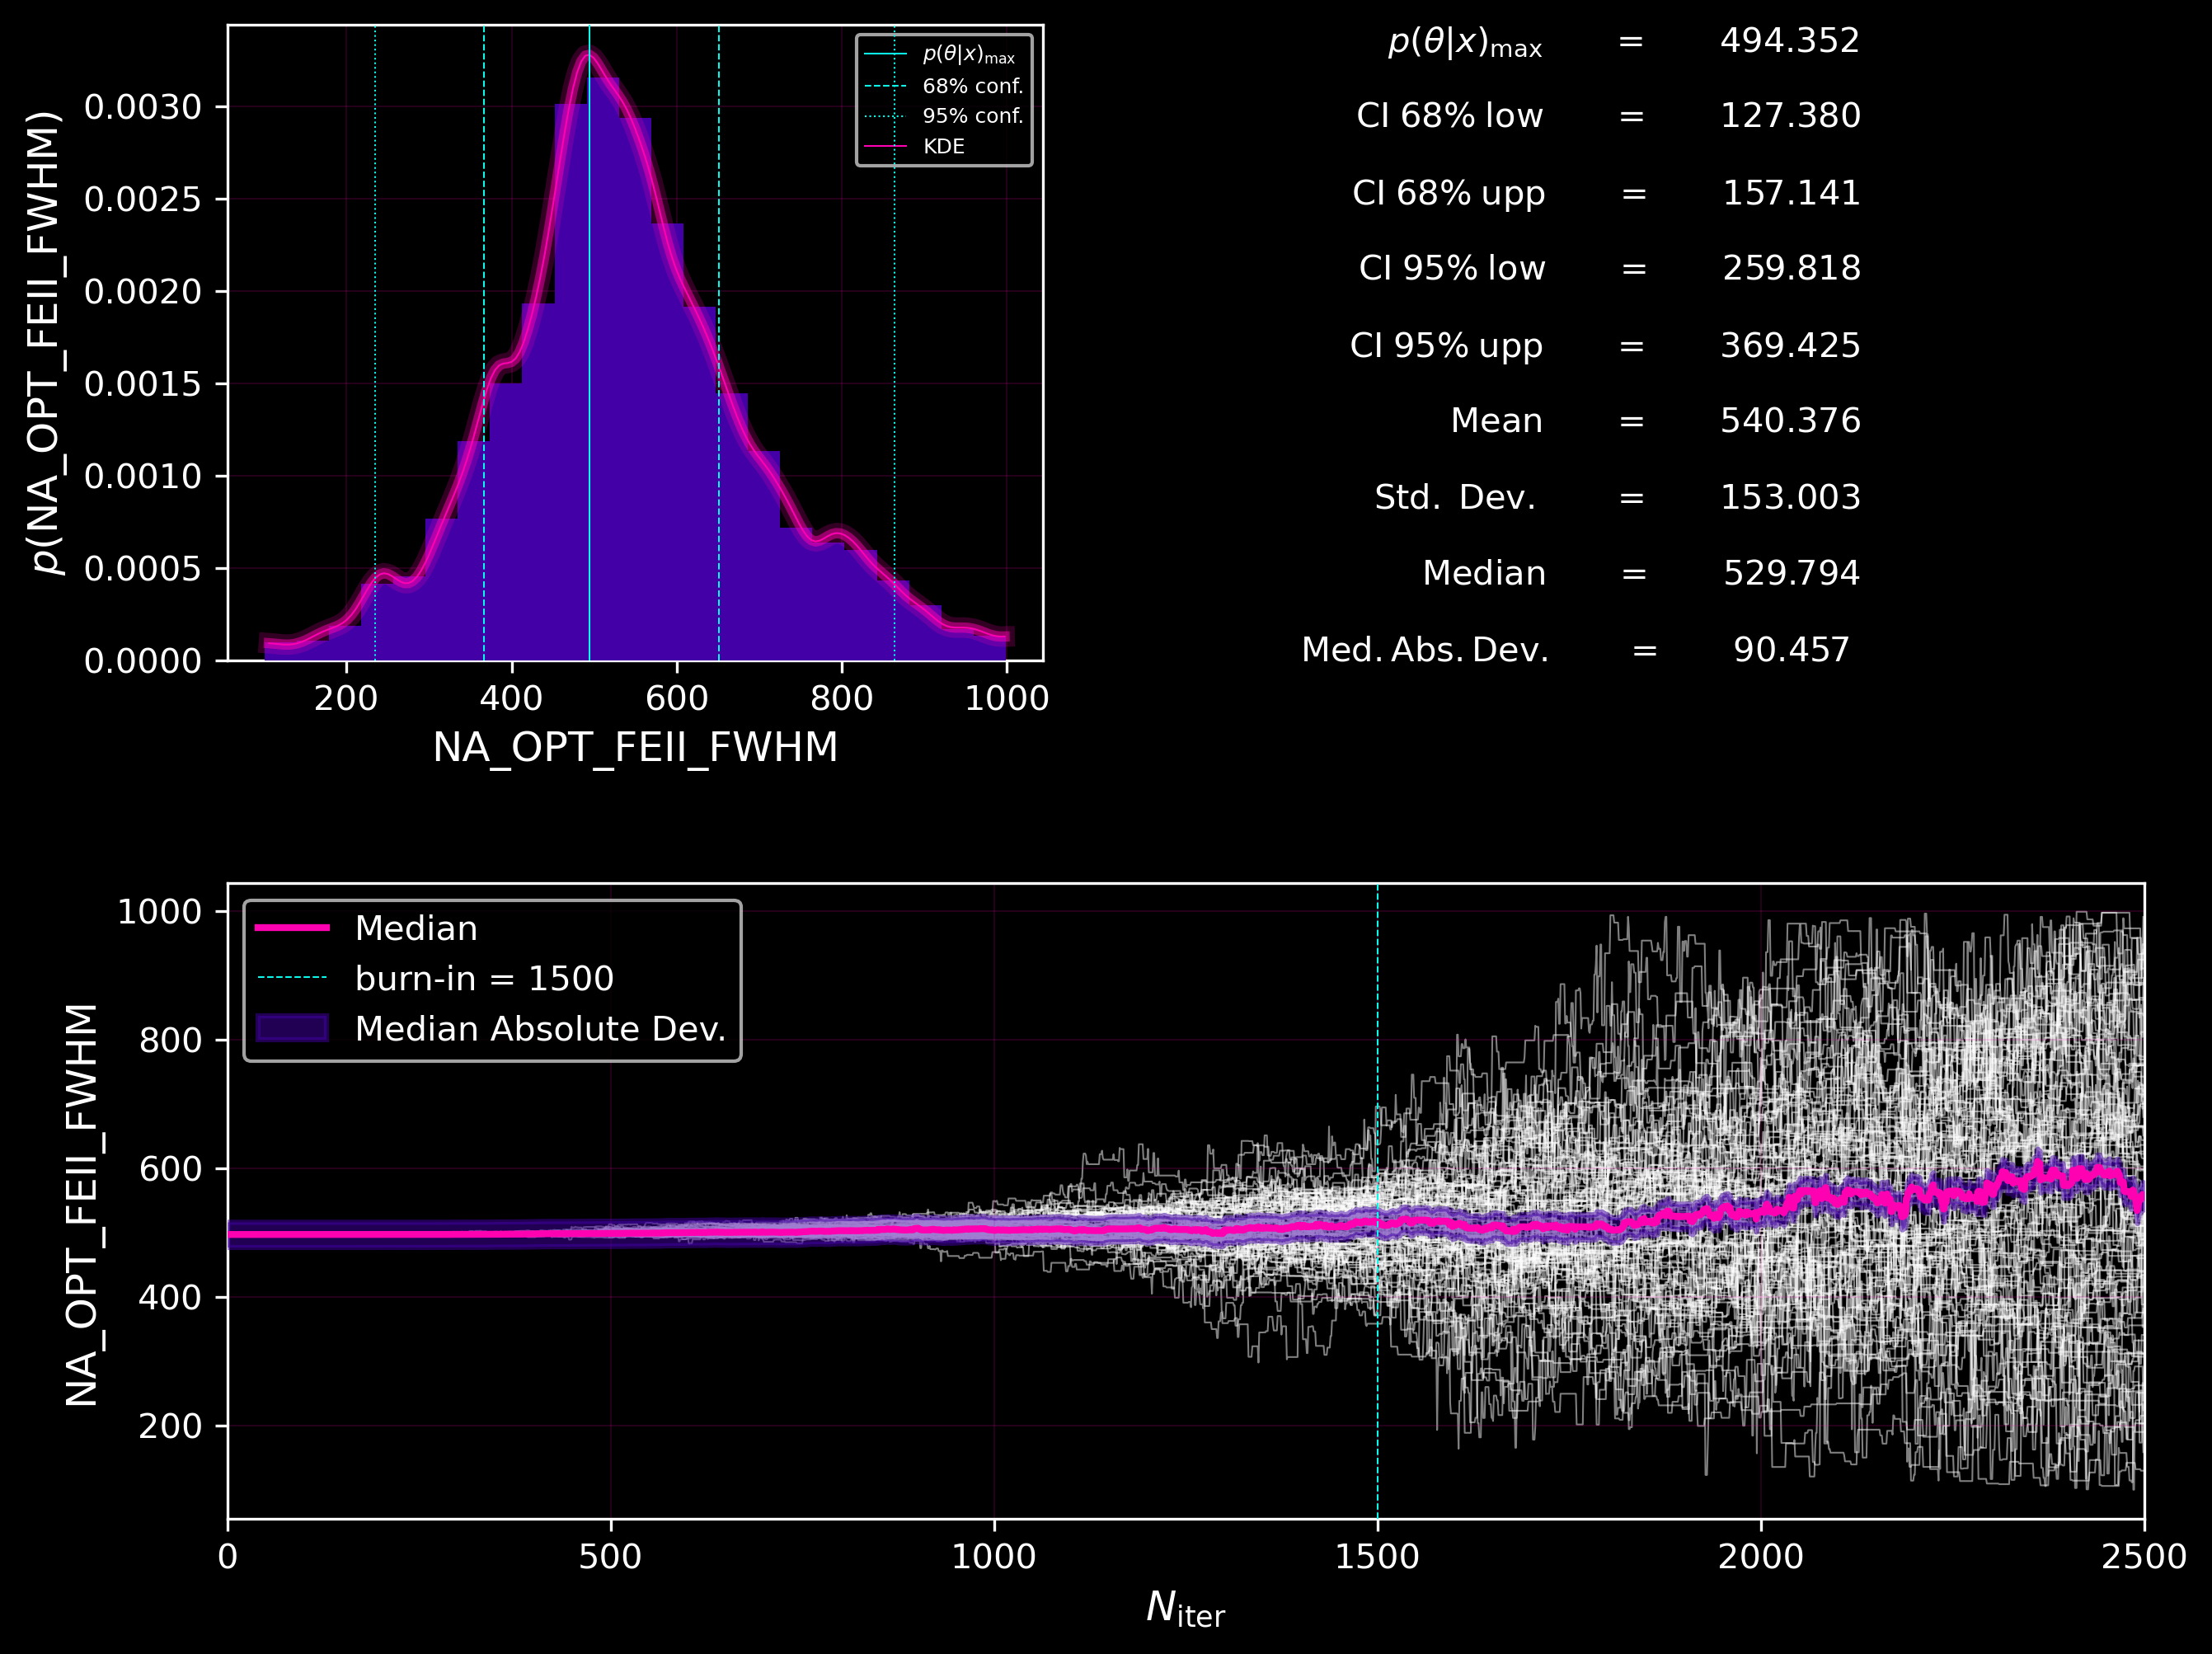 p(NA_OPT_FEII_FWHM)
0.0030
0.0025
0.0020
0.0015
0.0010
0.0005
0.0000
200 400 600 800 1000
NA_OPT_FEII_FWHM
p(θ|x)max
68% conf.
95% conf.
KDE
p(θ|x)max = 494.352
CI 68% low = 127.380
CI 68% upp = 157.141
CI 95% low = 259.818
CI 95% upp = 369.425
Mean = 540.376
Std. Dev. = 153.003
Median = 529.794
Med. Abs. Dev. = 90.457
NA_OPT_FEII_FWHM
1000
800
600
400
200
Median
burn-in = 1500
Median Absolute Dev.
0 500 1000 1500 2000 2500
Niter